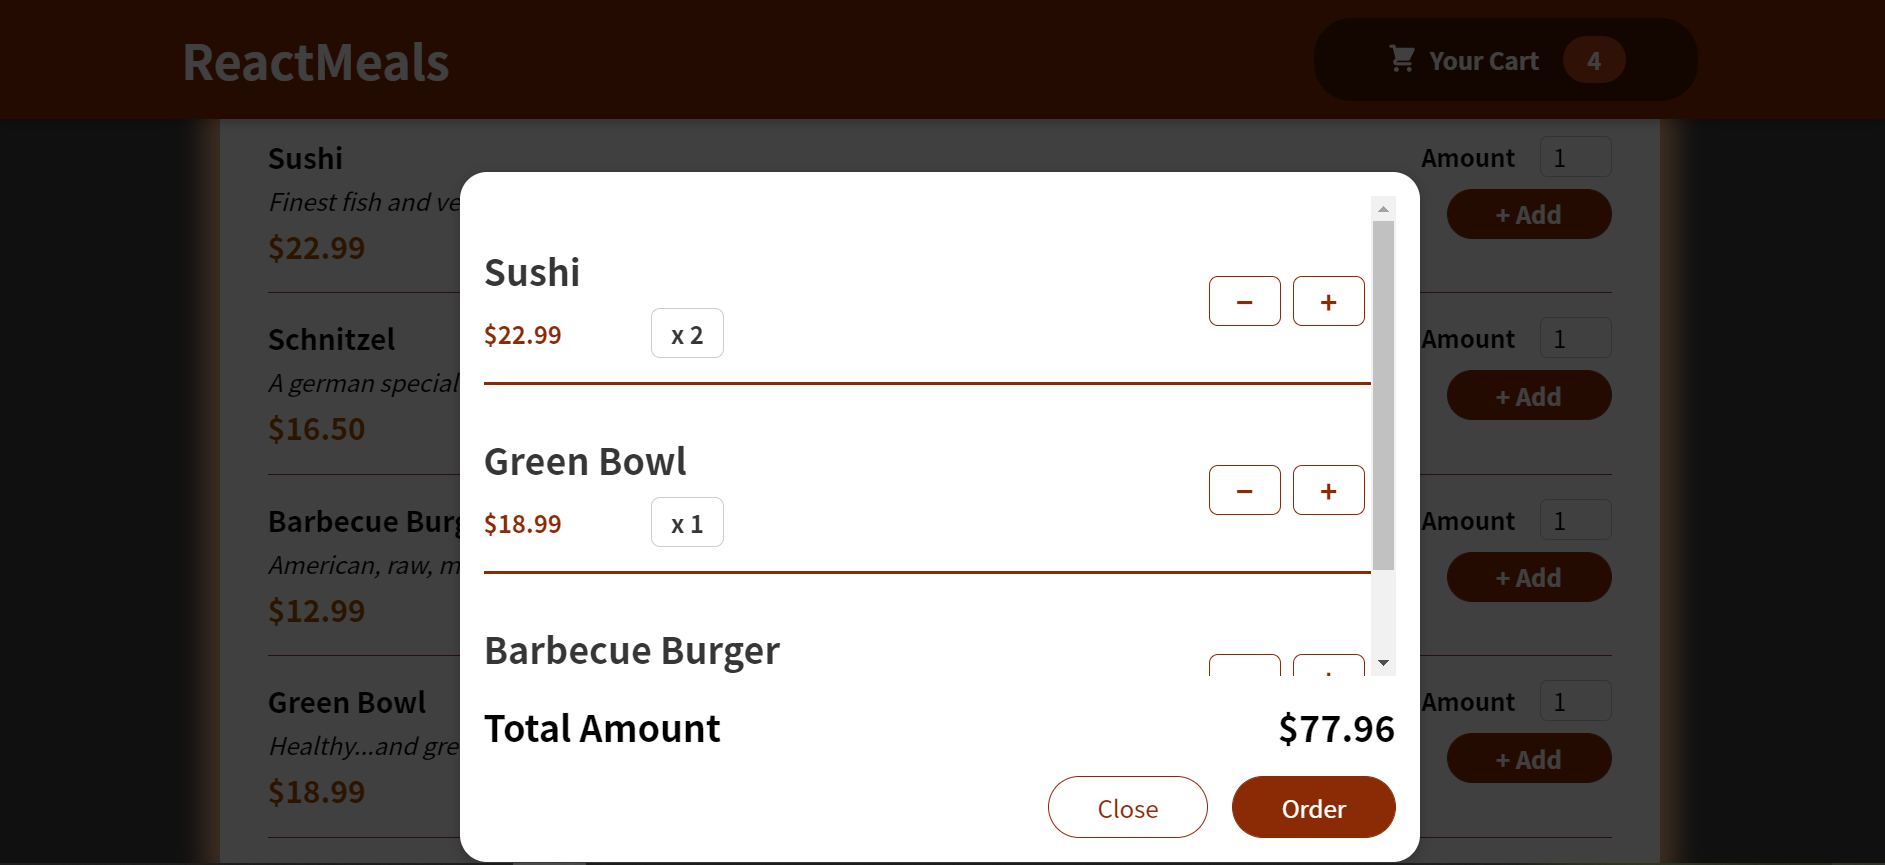 ReactMeals
Your Cart 4
Sushi
Finest fish and ve
$22.99
Amount 1
+ Add
Schnitzel
A german special
$16.50
Amount 1
+ Add
Barbecue Burg
American, raw, m
$12.99
Amount 1
+ Add
Green Bowl
Healthy...and gre
$18.99
Amount 1
+ Add
Sushi
$22.99 x 2
− +
Green Bowl
$18.99 x 1
− +
Barbecue Burger
Total Amount $77.96
Close Order